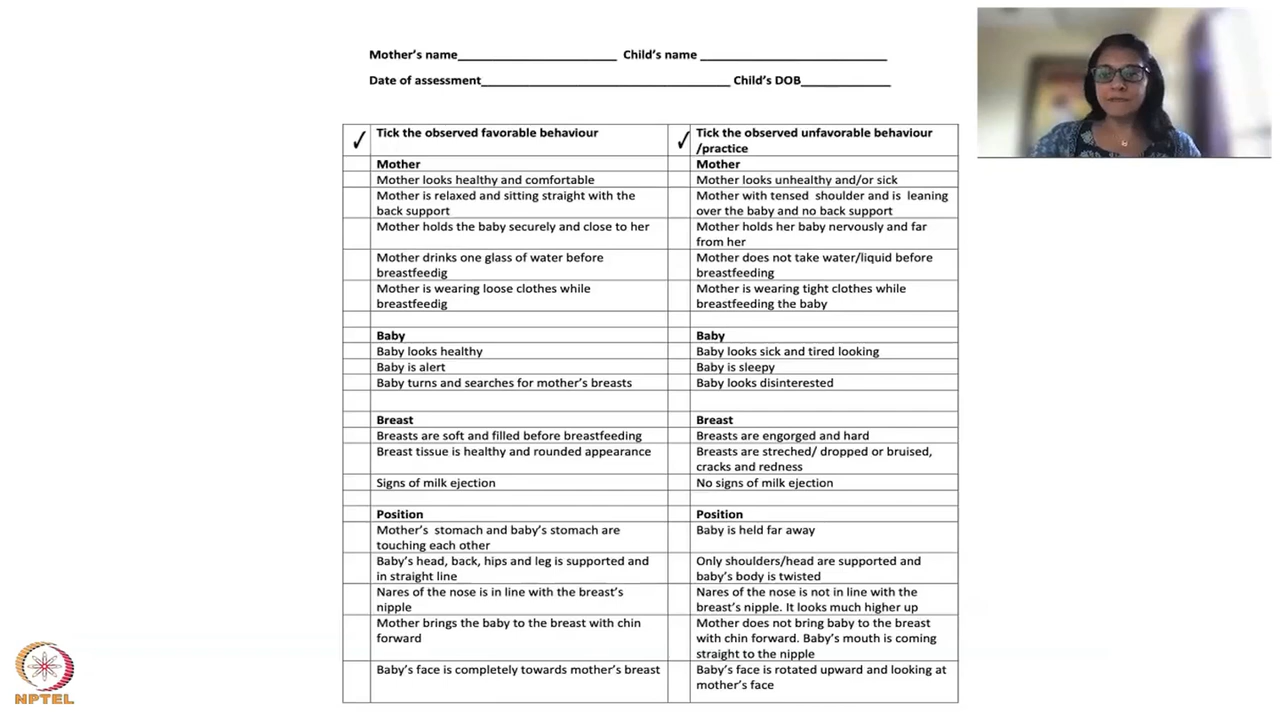 Mother's name____________________ Child's name ________________________
Date of assessment________________________________ Child's DOB____________
✓ Tick the observed favorable behaviour
✓ Tick the observed unfavorable behaviour
/practice
Mother
Mother
Mother looks healthy and comfortable
Mother looks unhealthy and/or sick
Mother is relaxed and sitting straight with the
back support
Mother with tensed shoulder and is leaning
over the baby and no back support
Mother holds the baby securely and close to her
Mother holds her baby nervously and far
from her
Mother drinks one glass of water before
breastfeedig
Mother does not take water/liquid before
breastfeeding
Mother is wearing loose clothes while
breastfeedig
Mother is wearing tight clothes while
breastfeeding the baby
Baby
Baby
Baby looks healthy
Baby looks sick and tired looking
Baby is alert
Baby is sleepy
Baby turns and searches for mother's breasts
Baby looks disinterested
Breast
Breast
Breasts are soft and filled before breastfeeding
Breasts are engorged and hard
Breast tissue is healthy and rounded appearance
Breasts are streched/ dropped or bruised,
cracks and redness
Signs of milk ejection
No signs of milk ejection
Position
Position
Mother's stomach and baby's stomach are
touching each other
Baby is held far away
Baby's head, back, hips and leg is supported and
in straight line
Only shoulders/head are supported and
baby's body is twisted
Nares of the nose is in line with the breast's
nipple
Nares of the nose is not in line with the
breast's nipple. It looks much higher up
Mother brings the baby to the breast with chin
forward
Mother does not bring baby to the breast
with chin forward. Baby's mouth is coming
straight to the nipple
Baby's face is completely towards mother's breast
Baby's face is rotated upward and looking at
mother's face
NPTEL